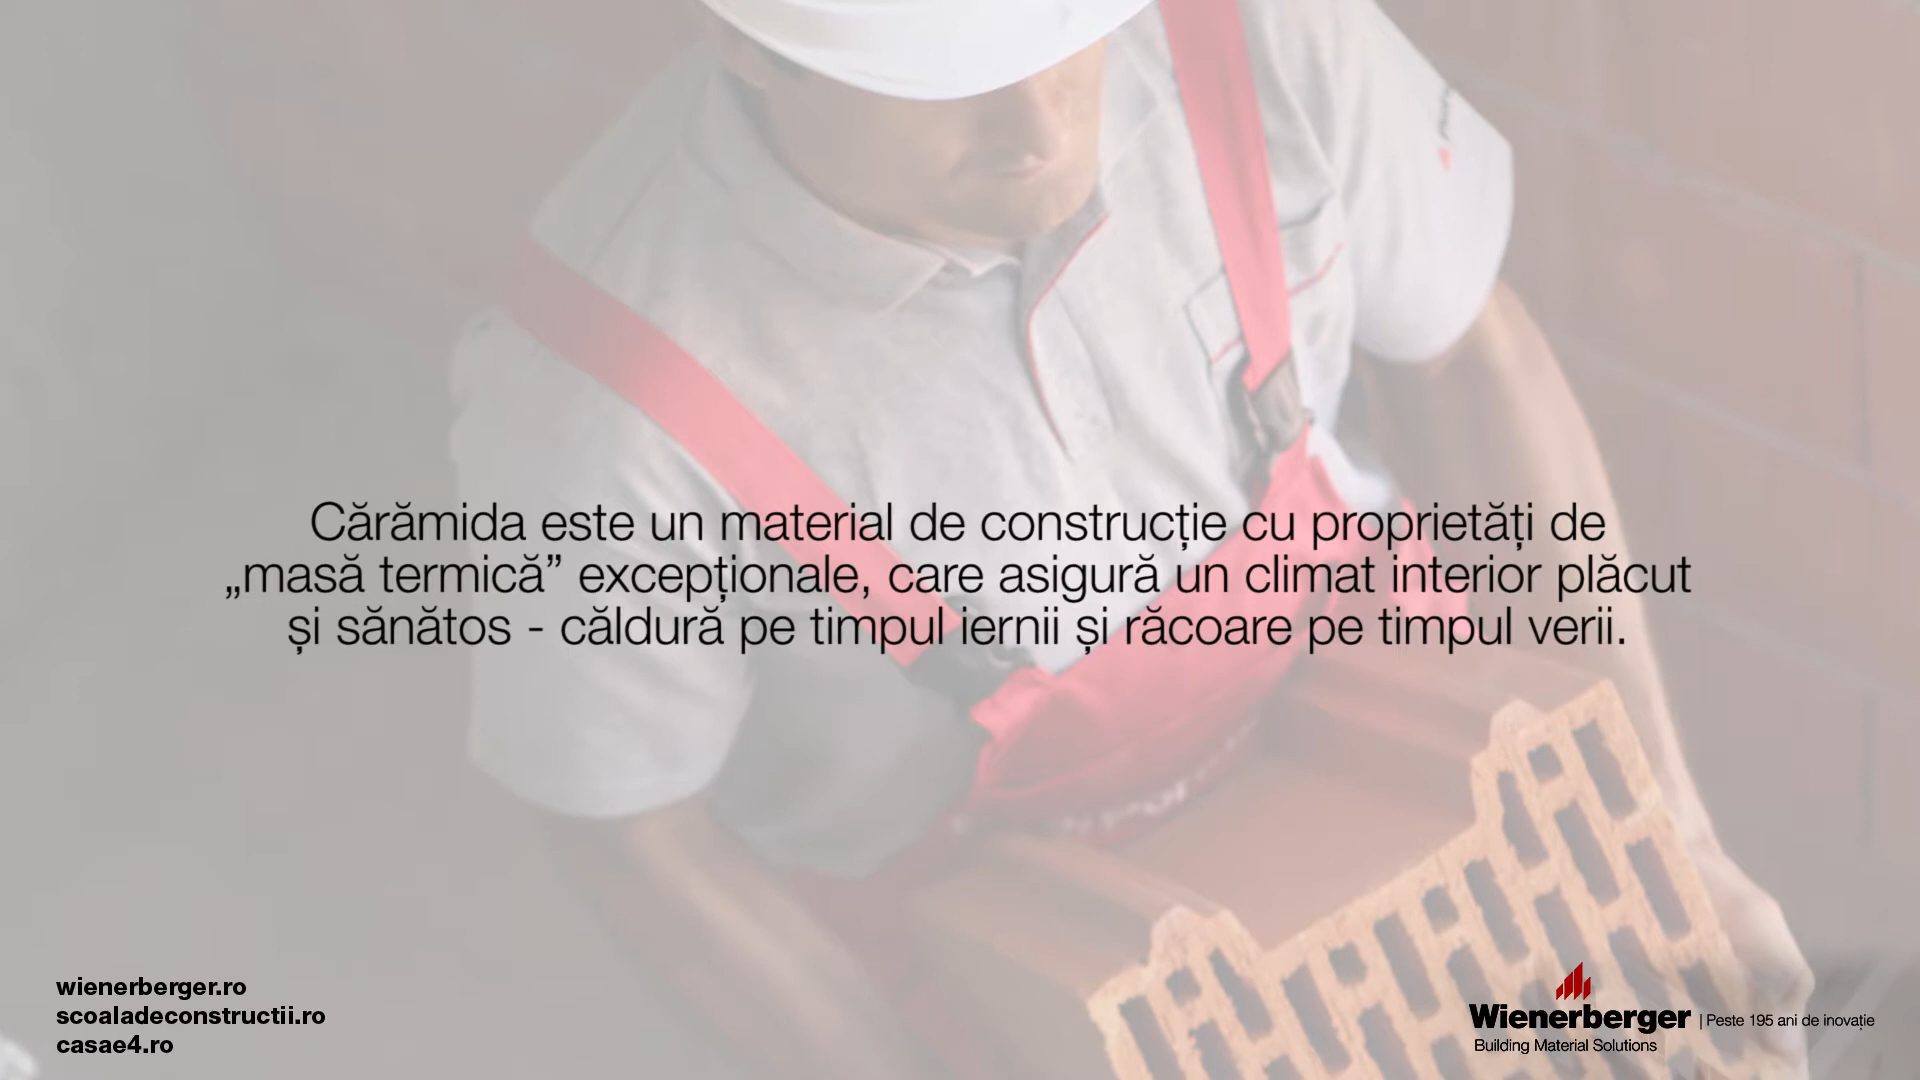 Cărămida este un material de construcție cu proprietăți de
„masă termică” excepționale, care asigură un climat interior plăcut
și sănătos - căldură pe timpul iernii și răcoare pe timpul verii.
wienerberger.ro
scoaladeconstructii.ro
casae4.ro
Wienerberger | Peste 195 ani de inovație
Building Material Solutions